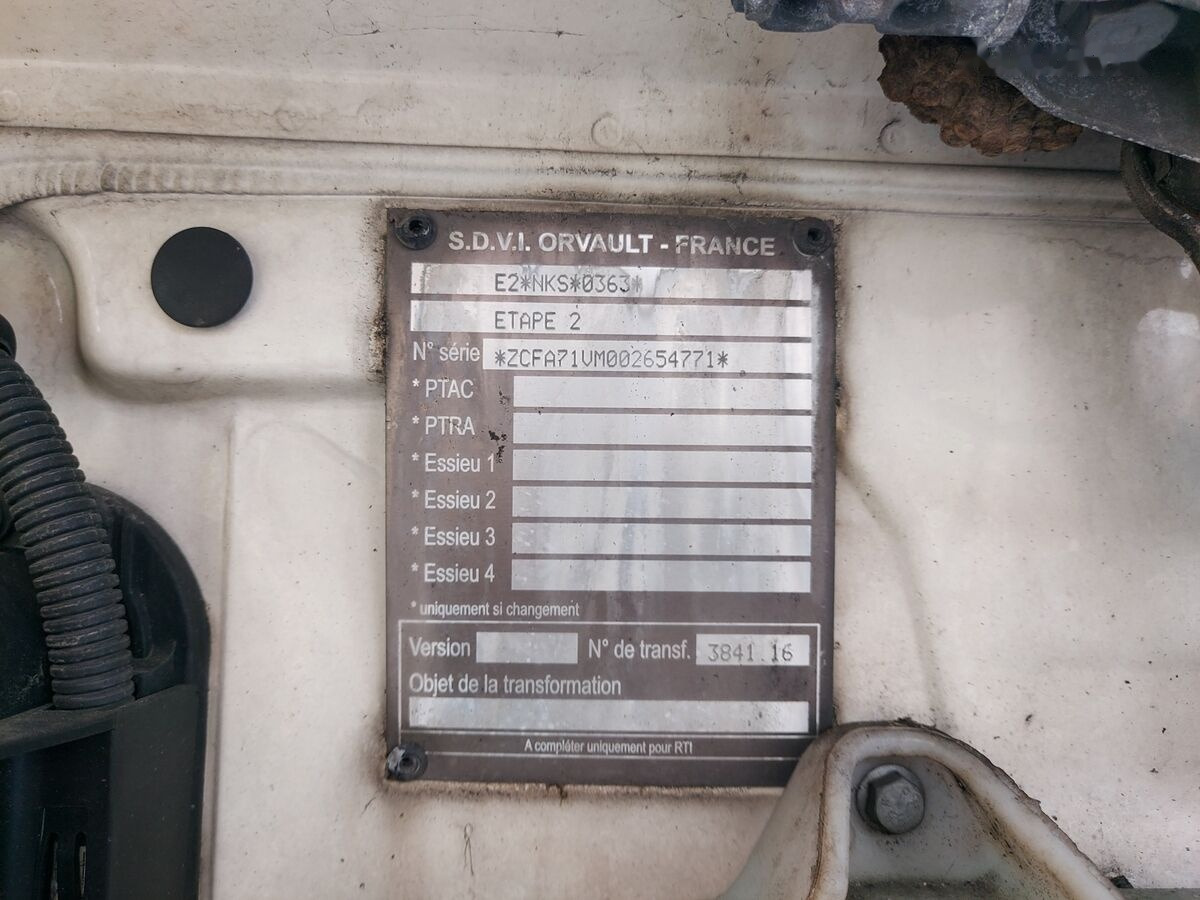 S.D.V.I. ORVAULT - FRANCE
E2*NKS*0363*
ETAPE 2
N° série *ZCFA71VM002654771*
* PTAC
* PTRA
* Essieu 1
* Essieu 2
* Essieu 3
* Essieu 4
* uniquement si changement
Version N° de transf. 3841.16
Objet de la transformation
A compléter uniquement pour RTI